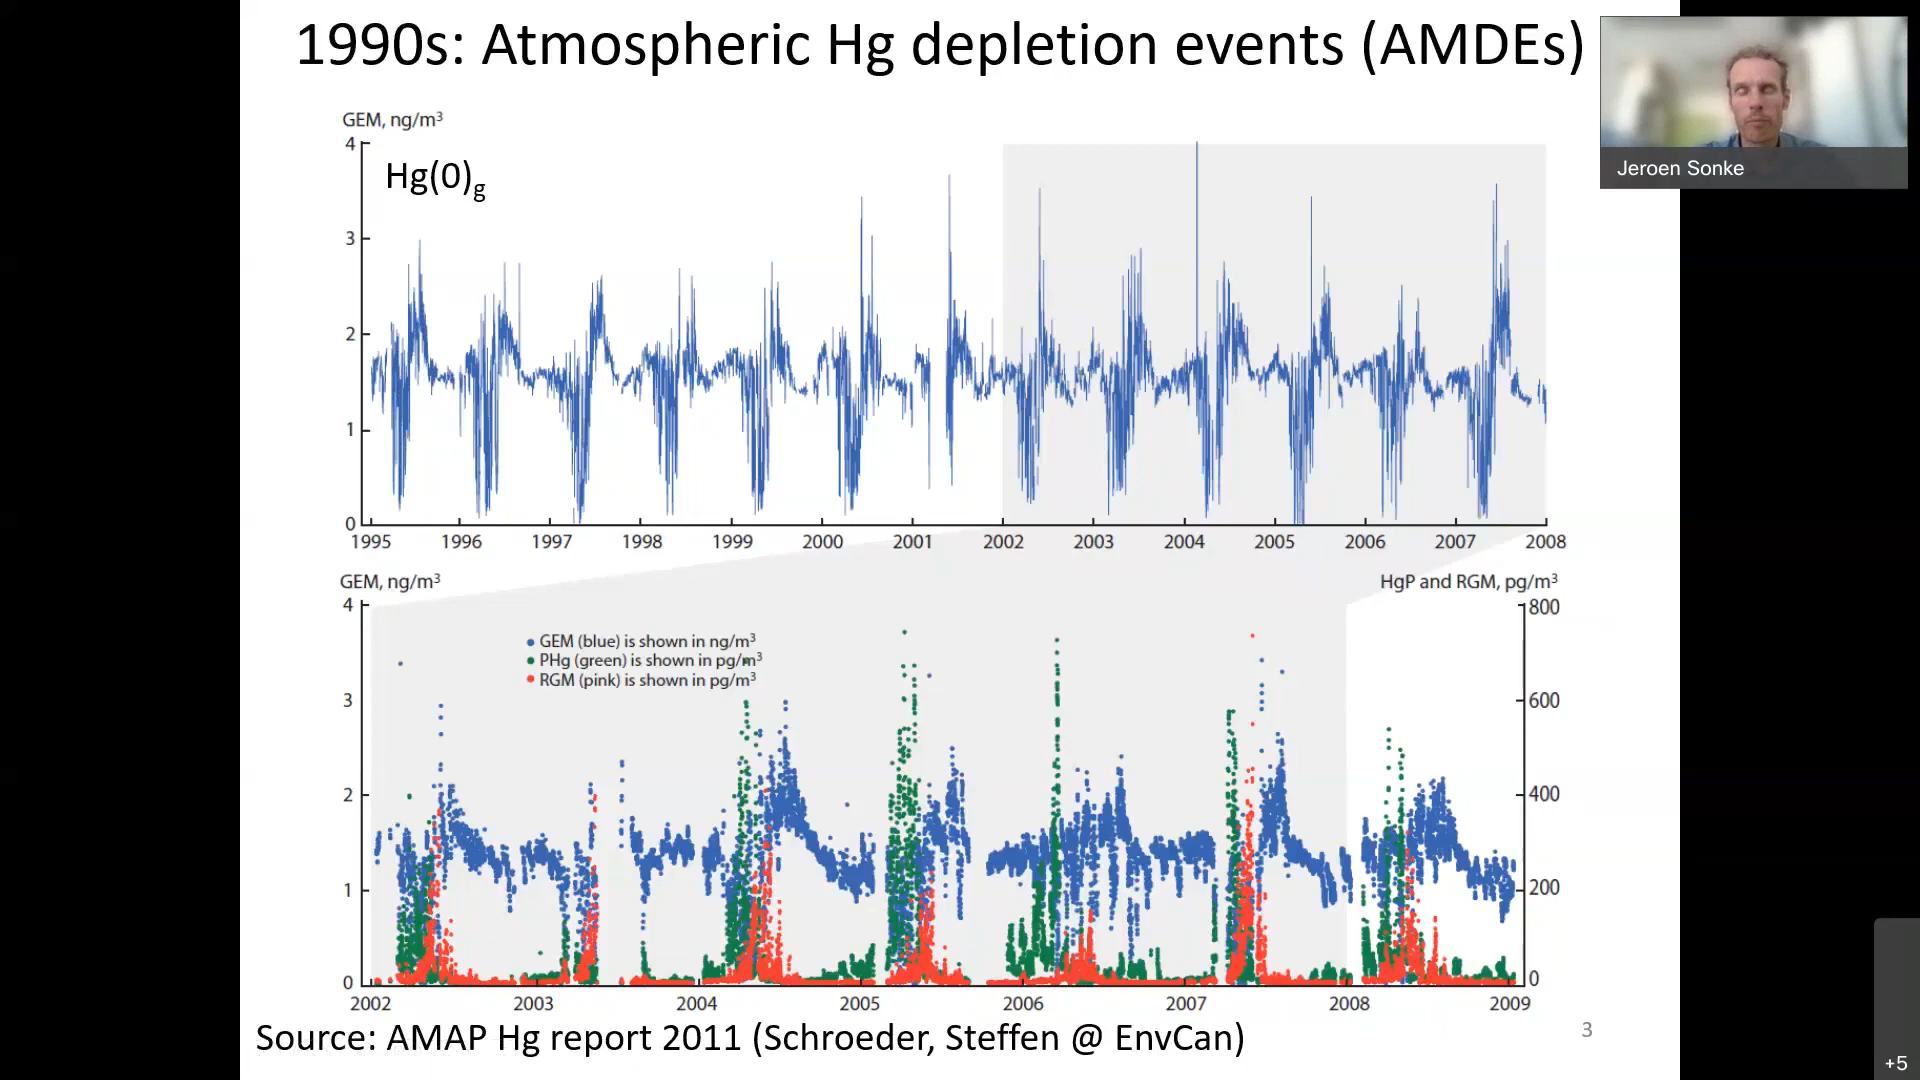 1990s: Atmospheric Hg depletion events (AMDEs)
Jeroen Sonke
GEM, ng/m³
Hg(0)g
4
3
2
1
0
1995 1996 1997 1998 1999 2000 2001 2002 2003 2004 2005 2006 2007 2008
GEM, ng/m³
HgP and RGM, pg/m³
4
3
2
1
0
GEM (blue) is shown in ng/m³
PHg (green) is shown in pg/m³
RGM (pink) is shown in pg/m³
800
600
400
200
0
2002 2003 2004 2005 2006 2007 2008 2009
Source: AMAP Hg report 2011 (Schroeder, Steffen @ EnvCan)
3
+5